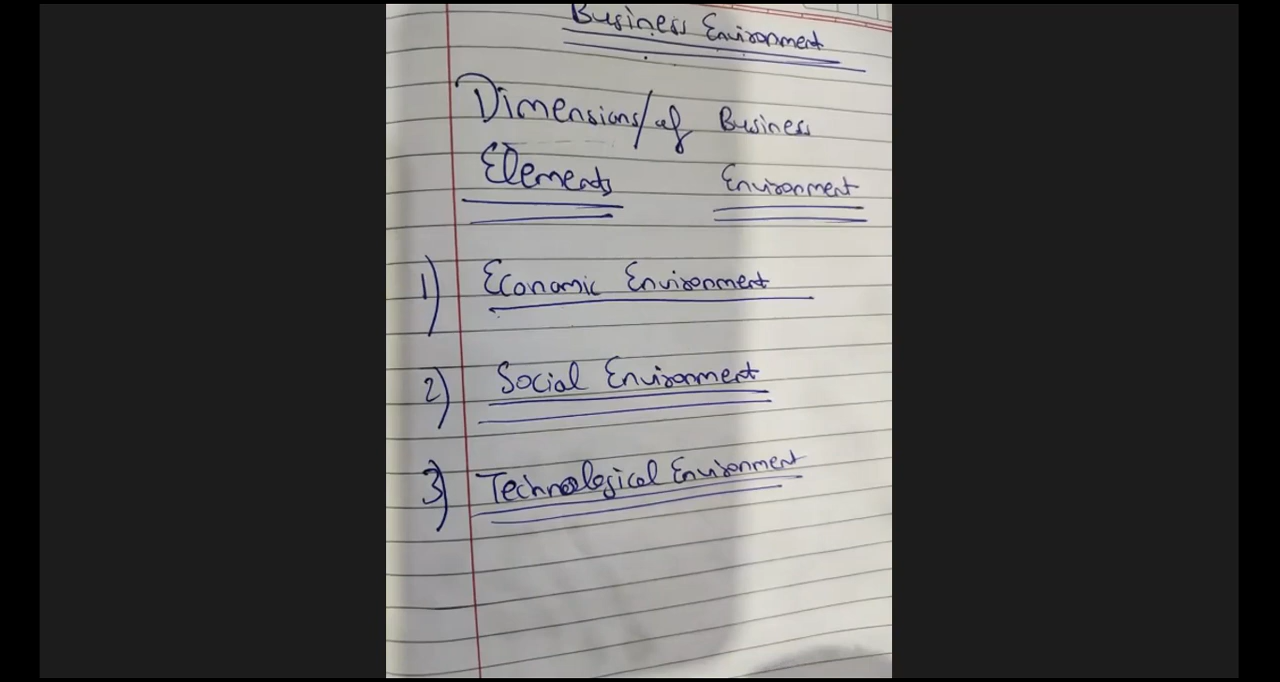 Business Environment
Dimensions/of Business
Elements Environment
1) Economic Environment
2) Social Environment
3) Technological Environment